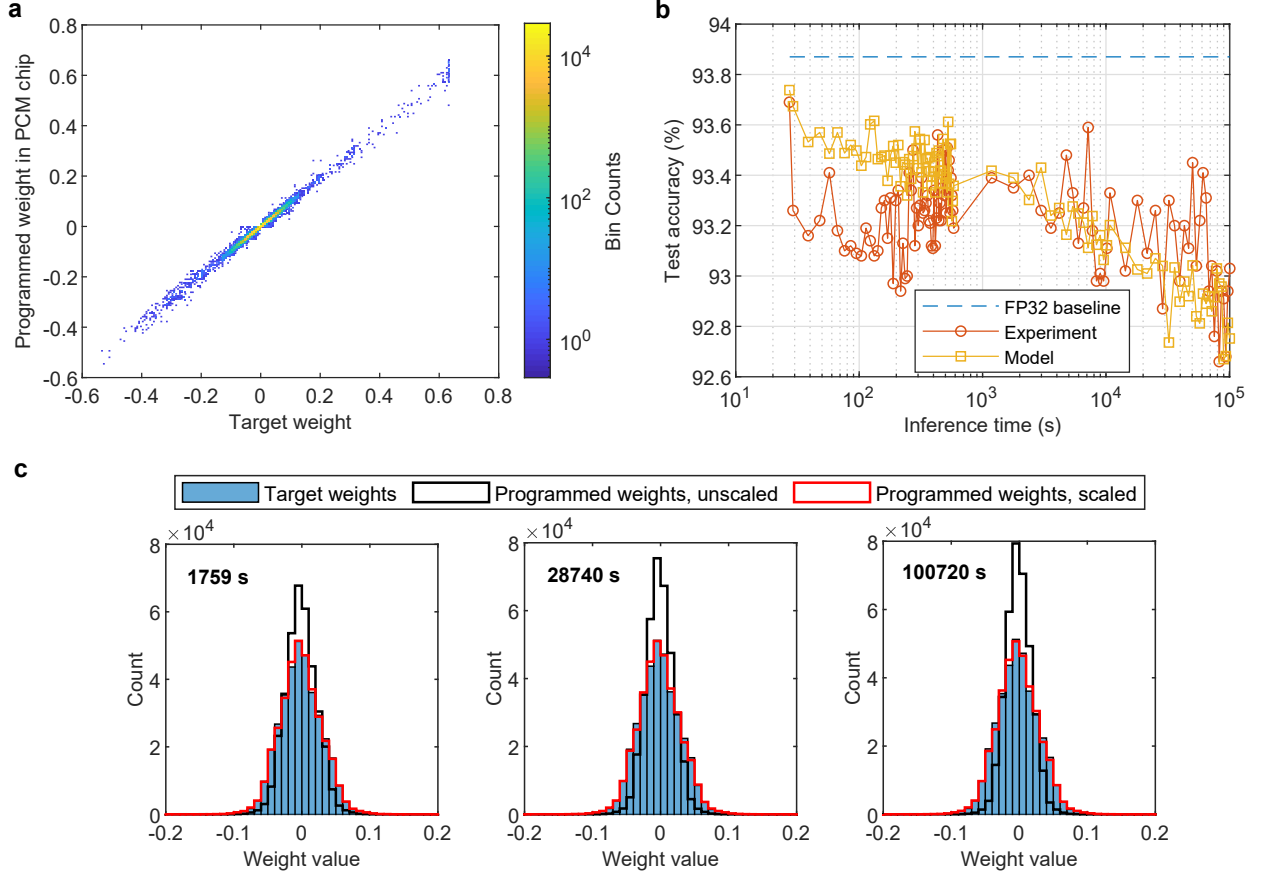 a
0.8
0.6
0.4
0.2
0
-0.2
-0.4
-0.6
-0.6 -0.4 -0.2 0 0.2 0.4 0.6 0.8
Target weight
Programmed weight in PCM chip
10^4
10^2
10^0
Bin Counts
b
94
93.8
93.6
93.4
93.2
93
92.8
92.6
10^1 10^2 10^3 10^4 10^5
Inference time (s)
Test accuracy (%)
FP32 baseline
Experiment
Model
c
Target weights Programmed weights, unscaled Programmed weights, scaled
×10^4
8
6
4
2
0
1759 s
Count
-0.2 -0.1 0 0.1 0.2
Weight value
×10^4
8
6
4
2
0
28740 s
Count
-0.2 -0.1 0 0.1 0.2
Weight value
×10^4
8
6
4
2
0
100720 s
Count
-0.2 -0.1 0 0.1 0.2
Weight value